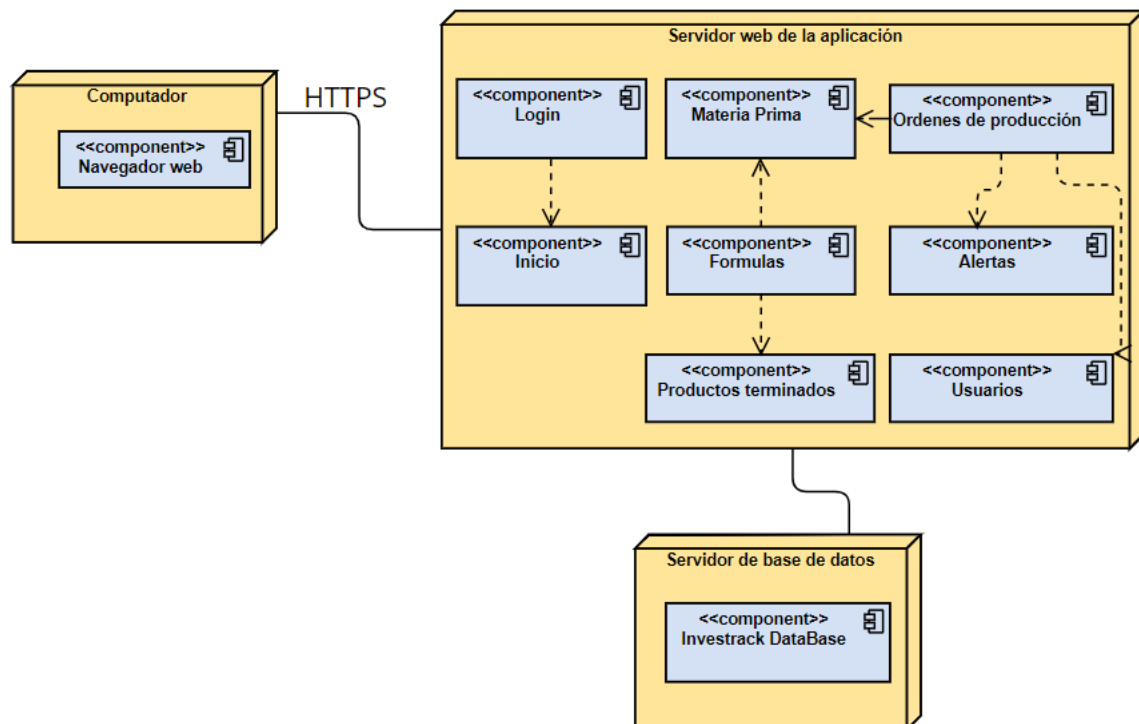 Servidor web de la aplicación
Computador
<<component>>
Navegador web
HTTPS
<<component>>
Login
<<component>>
Materia Prima
<<component>>
Ordenes de producción
<<component>>
Inicio
<<component>>
Formulas
<<component>>
Alertas
<<component>>
Productos terminados
<<component>>
Usuarios
Servidor de base de datos
<<component>>
Investrack DataBase